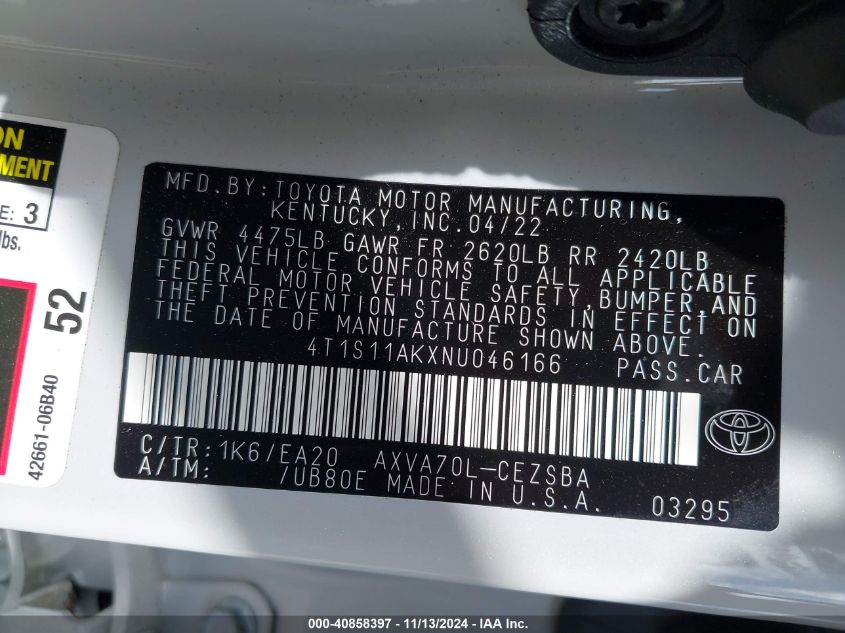 ON
MENT
E: 3
lbs.
52
42661-06B40
MFD. BY: TOYOTA MOTOR MANUFACTURING,
KENTUCKY, INC. 04/22
GVWR 4475LB GAWR FR 2620LB RR 2420LB
THIS VEHICLE CONFORMS TO ALL APPLICABLE
FEDERAL MOTOR VEHICLE SAFETY, BUMPER, AND
THEFT PREVENTION STANDARDS IN EFFECT ON
THE DATE OF MANUFACTURE SHOWN ABOVE.
4T1S11AKXNU046166 PASS. CAR
C/TR: 1K6/EA20 AXVA70L-CEZSBA
A/TM: /UB80E MADE IN U.S.A. 03295
000-40858397 - 11/13/2024 - IAA Inc.